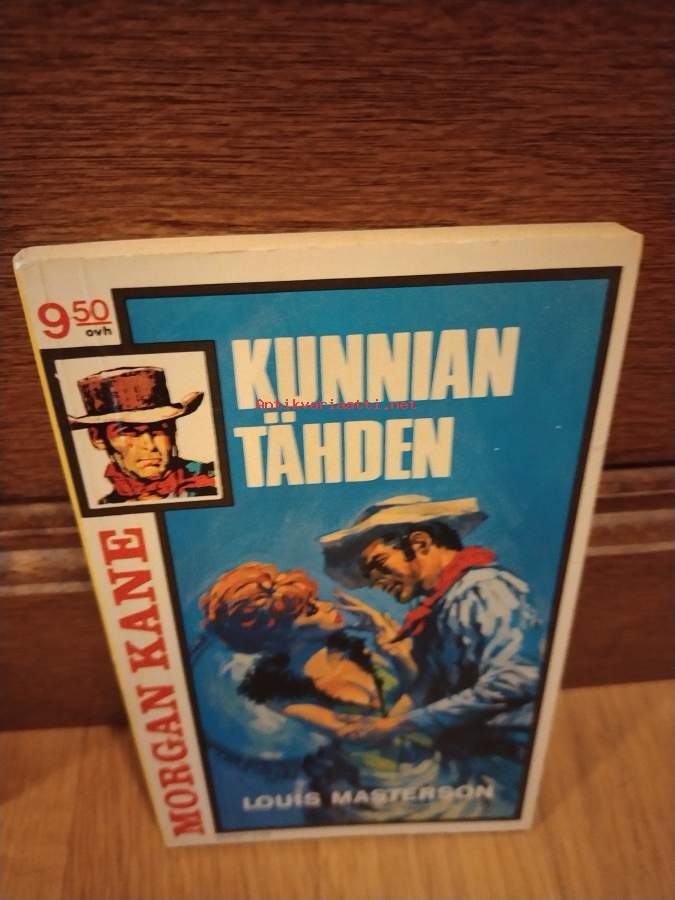 9.50
ovh
KUNNIAN
Antikvariaatti.net
TÄHDEN
MORGAN KANE
LOUIS MASTERSON